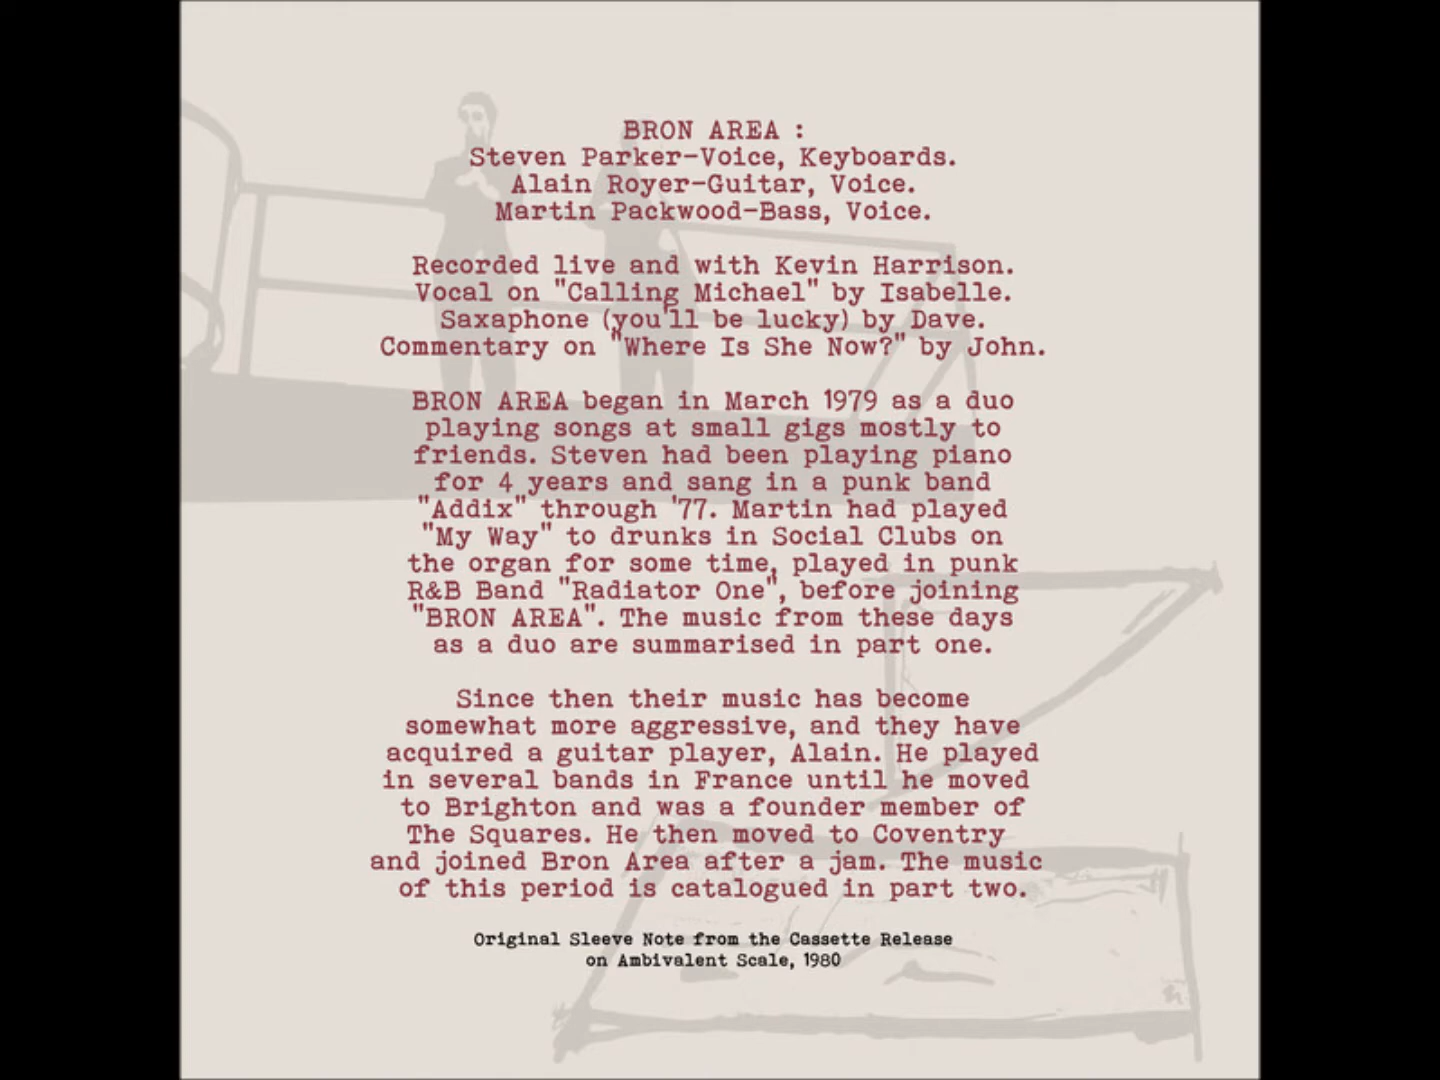 BRON AREA :
Steven Parker-Voice, Keyboards.
Alain Royer-Guitar, Voice.
Martin Packwood-Bass, Voice.
Recorded live and with Kevin Harrison.
Vocal on "Calling Michael" by Isabelle.
Saxaphone (you'll be lucky) by Dave.
Commentary on "Where Is She Now?" by John.
BRON AREA began in March 1979 as a duo
playing songs at small gigs mostly to
friends. Steven had been playing piano
for 4 years and sang in a punk band
"Addix" through '77. Martin had played
"My Way" to drunks in Social Clubs on
the organ for some time, played in punk
R&B Band "Radiator One", before joining
"BRON AREA". The music from these days
as a duo are summarised in part one.
Since then their music has become
somewhat more aggressive, and they have
acquired a guitar player, Alain. He played
in several bands in France until he moved
to Brighton and was a founder member of
The Squares. He then moved to Coventry
and joined Bron Area after a jam. The music
of this period is catalogued in part two.
Original Sleeve Note from the Cassette Release
on Ambivalent Scale, 1980